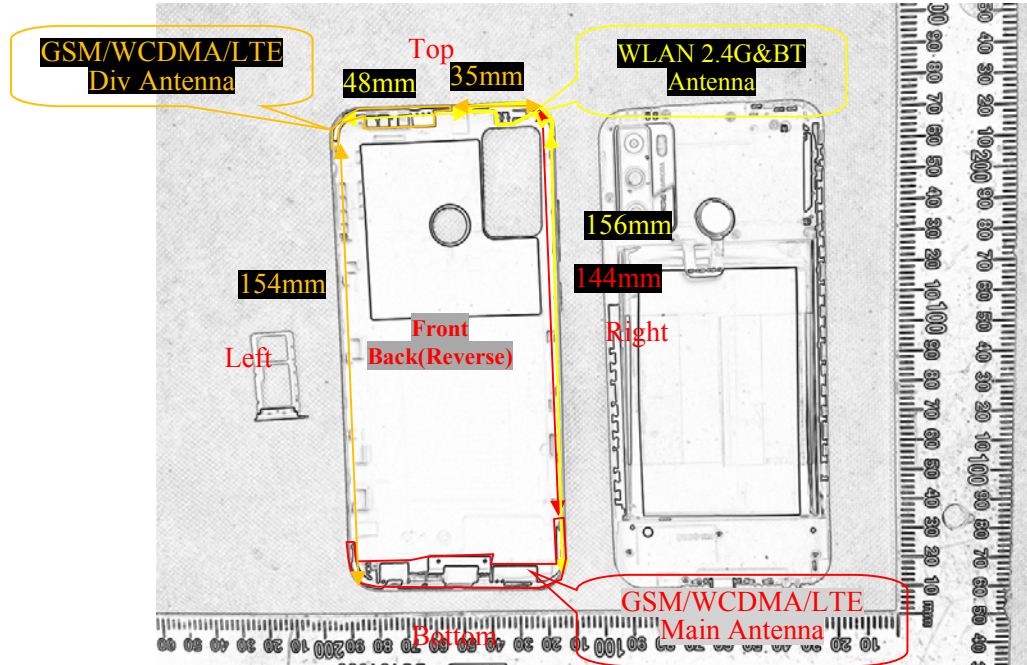 GSM/WCDMA/LTE
Div Antenna
Top
48mm
35mm
WLAN 2.4G&BT
Antenna
156mm
154mm
144mm
Front
Back(Reverse)
Left
Right
GSM/WCDMA/LTE
Main Antenna
Bottom